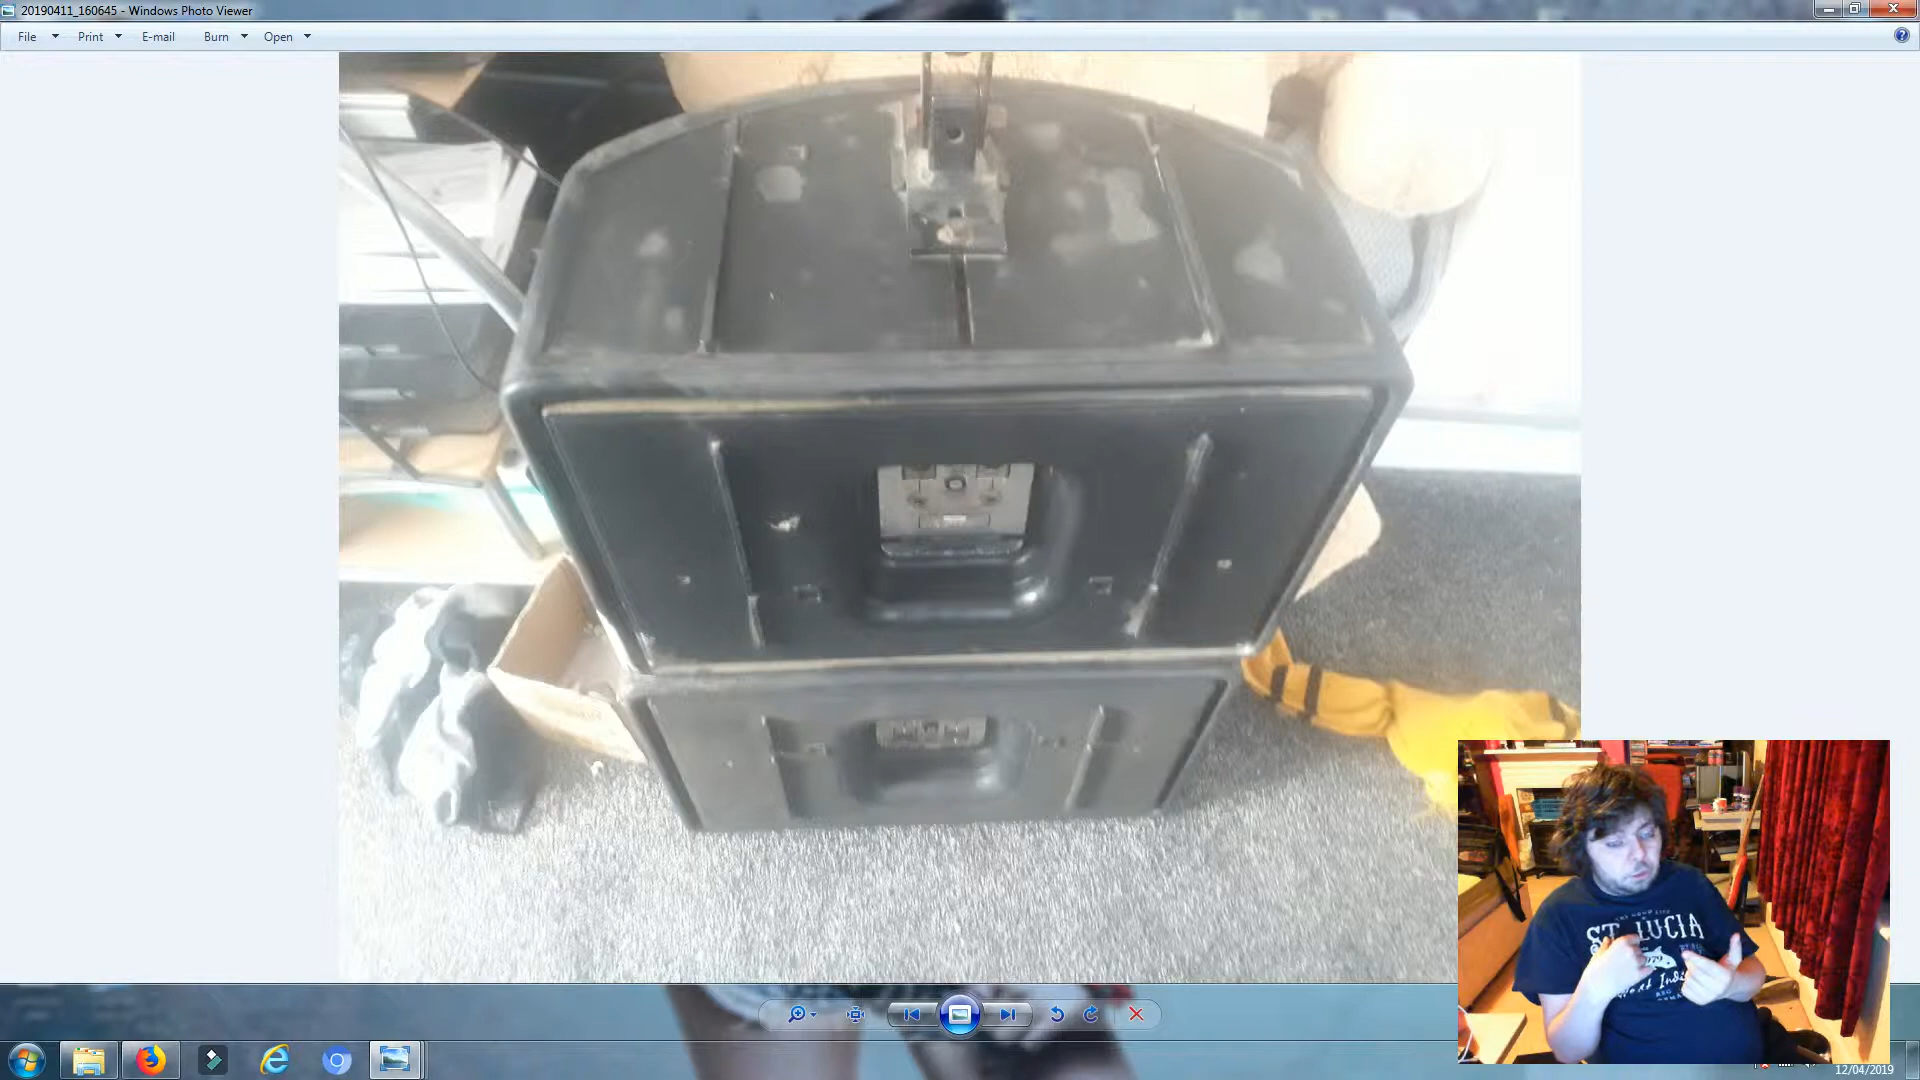 20190411_160645 - Windows Photo Viewer
File Print E-mail Burn Open
ST. LUCIA
12/04/2019